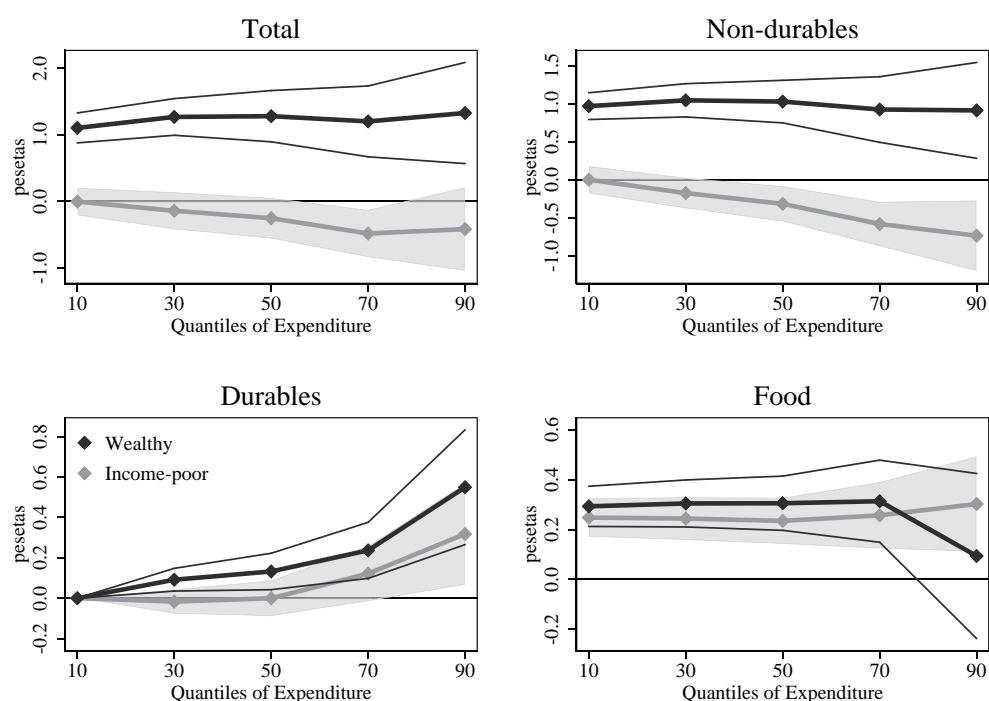 Total
pesetas
2.0
1.0
0.0
-1.0
10 30 50 70 90
Quantiles of Expenditure
Non-durables
pesetas
1.5
1.0
0.5
0.0
-0.5
-1.0
10 30 50 70 90
Quantiles of Expenditure
Durables
pesetas
0.8
0.6
0.4
0.2
0.0
-0.2
Wealthy
Income-poor
10 30 50 70 90
Quantiles of Expenditure
Food
pesetas
0.6
0.4
0.2
0.0
-0.2
10 30 50 70 90
Quantiles of Expenditure